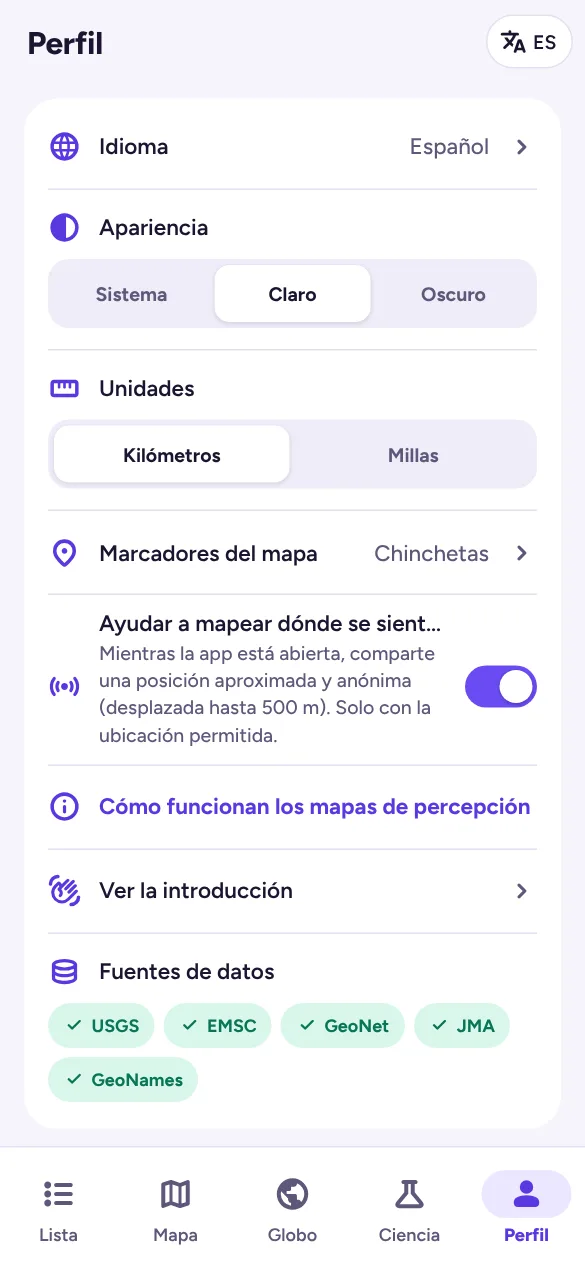 Perfil
ES
Idioma
Español
Apariencia
Sistema
Claro
Oscuro
Unidades
Kilómetros
Millas
Marcadores del mapa
Chinchetas
Ayudar a mapear dónde se sient...
Mientras la app está abierta, comparte
una posición aproximada y anónima
(desplazada hasta 500 m). Solo con la
ubicación permitida.
Cómo funcionan los mapas de percepción
Ver la introducción
Fuentes de datos
USGS
EMSC
GeoNet
JMA
GeoNames
Lista
Mapa
Globo
Ciencia
Perfil